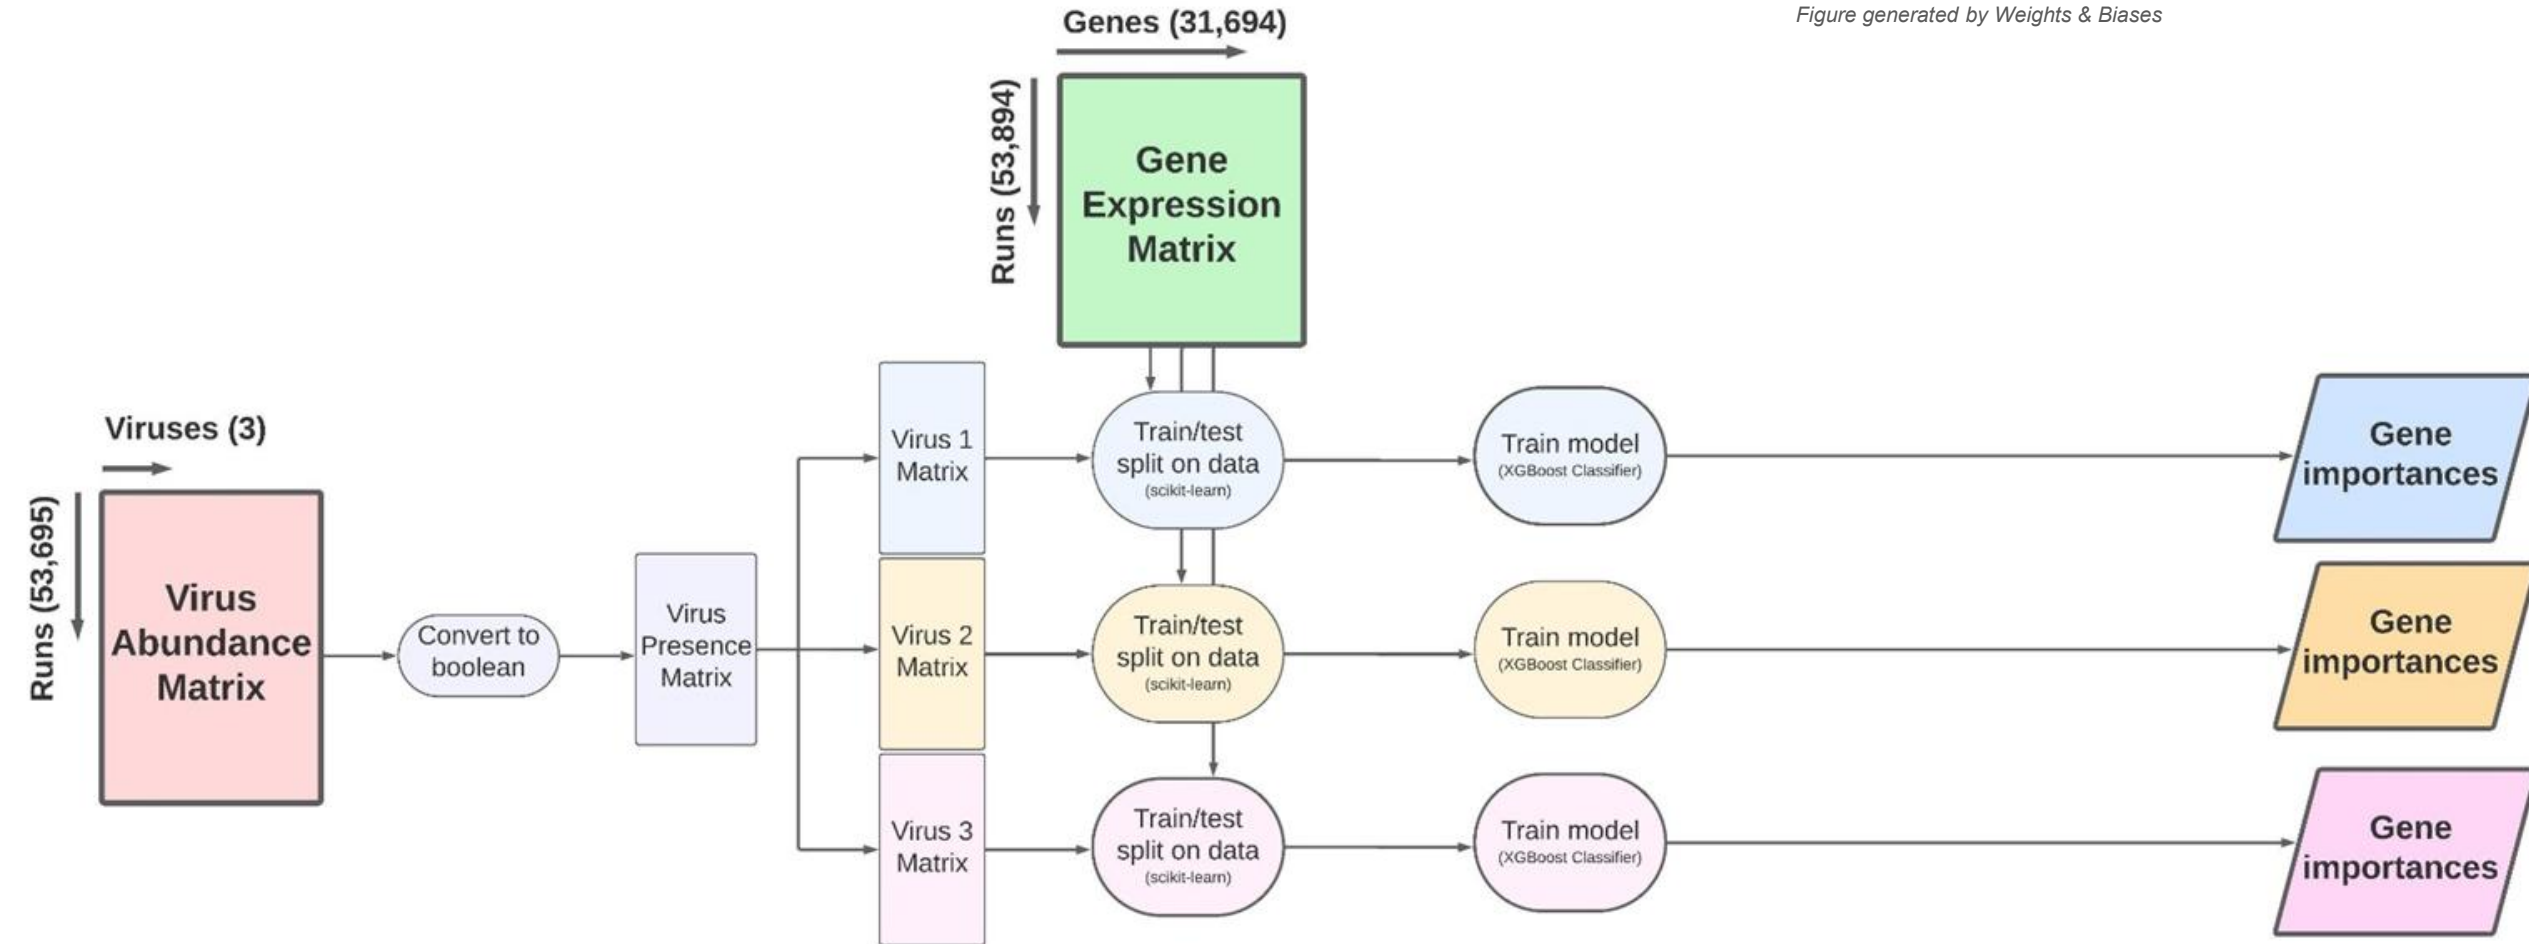 Figure generated by Weights & Biases
Genes (31,694)
Runs (53,894)
Gene
Expression
Matrix
Viruses (3)
Runs (53,695)
Virus
Abundance
Matrix
Convert to
boolean
Virus
Presence
Matrix
Virus 1
Matrix
Train/test
split on data
(scikit-learn)
Train model
(XGBoost Classifier)
Gene
importances
Virus 2
Matrix
Train/test
split on data
(scikit-learn)
Train model
(XGBoost Classifier)
Gene
importances
Virus 3
Matrix
Train/test
split on data
(scikit-learn)
Train model
(XGBoost Classifier)
Gene
importances